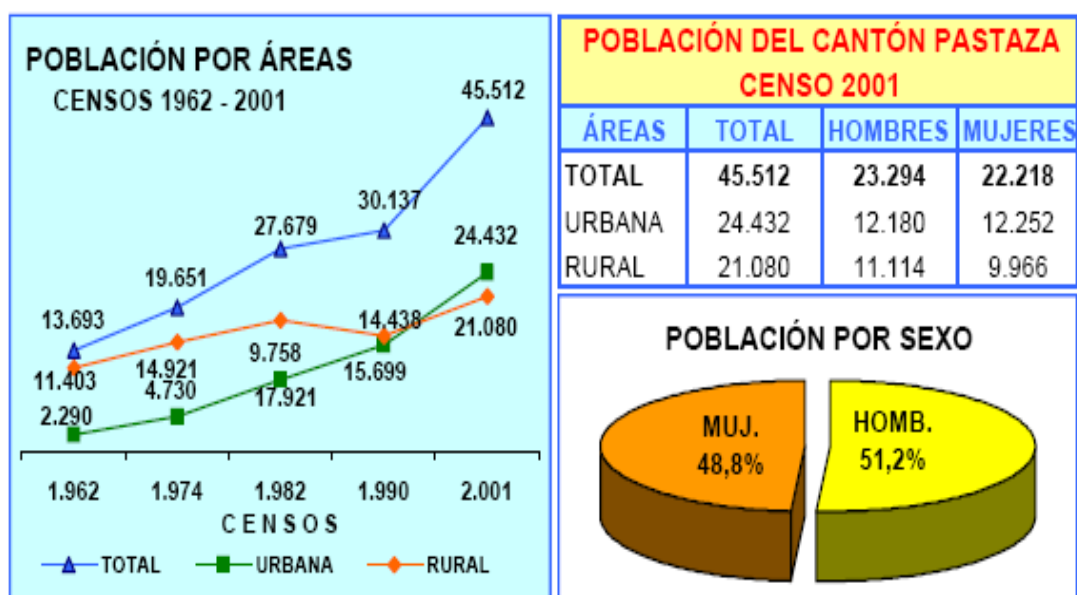 POBLACIÓN POR ÁREAS
CENSOS 1962 - 2001
45.512
30.137
27.679
24.432
19.651
13.693
14.438
21.080
11.403
14.921
9.758
15.699
4.730
17.921
2.290
1.962 1.974 1.982 1.990 2.001
CENSOS
TOTAL URBANA RURAL
POBLACIÓN DEL CANTÓN PASTAZA
CENSO 2001
ÁREAS TOTAL HOMBRES MUJERES
TOTAL 45.512 23.294 22.218
URBANA 24.432 12.180 12.252
RURAL 21.080 11.114 9.966
POBLACIÓN POR SEXO
MUJ.
48,8%
HOMB.
51,2%